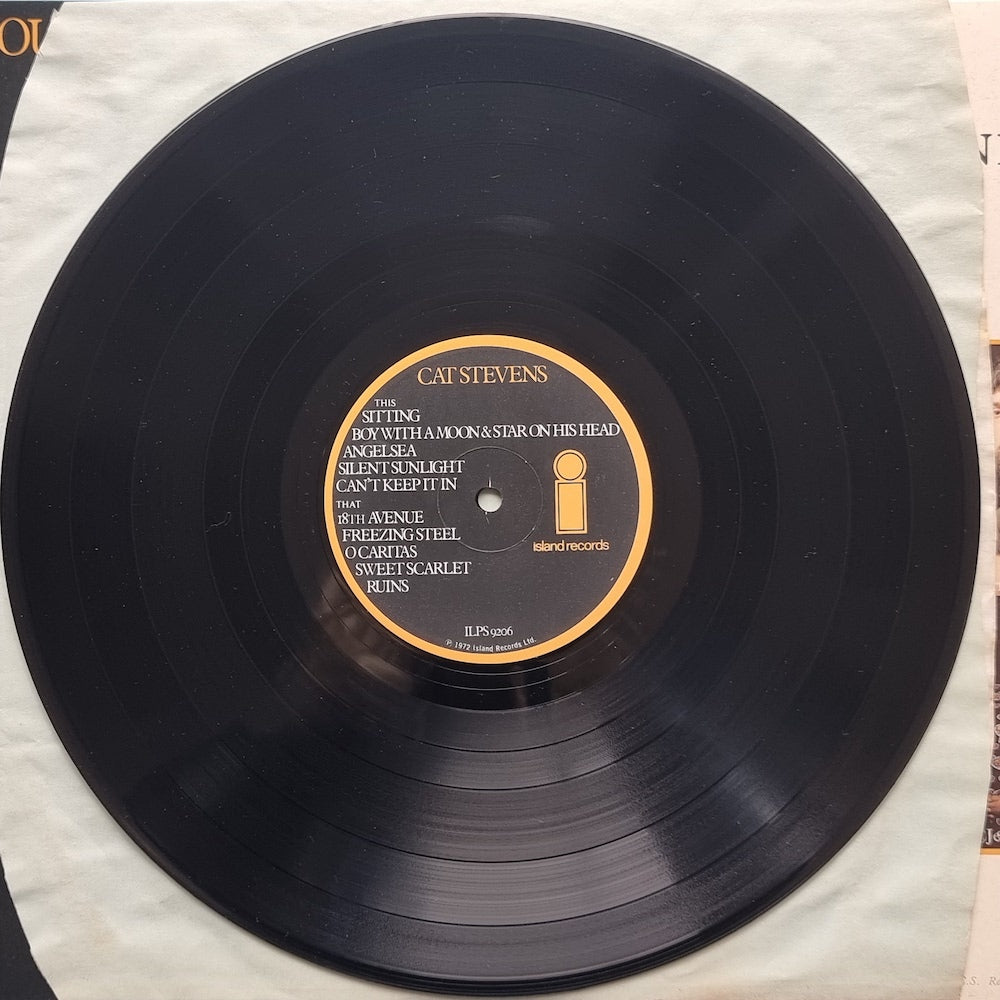 OU
CAT STEVENS
THIS
SITTING
BOY WITH A MOON & STAR ON HIS HEAD
ANGELSEA
SILENT SUNLIGHT
CAN'T KEEP IT IN
THAT
18TH AVENUE
FREEZING STEEL
O CARITAS
SWEET SCARLET
RUINS
i
island records
ILPS 9206
℗ 1972 Island Records Ltd.